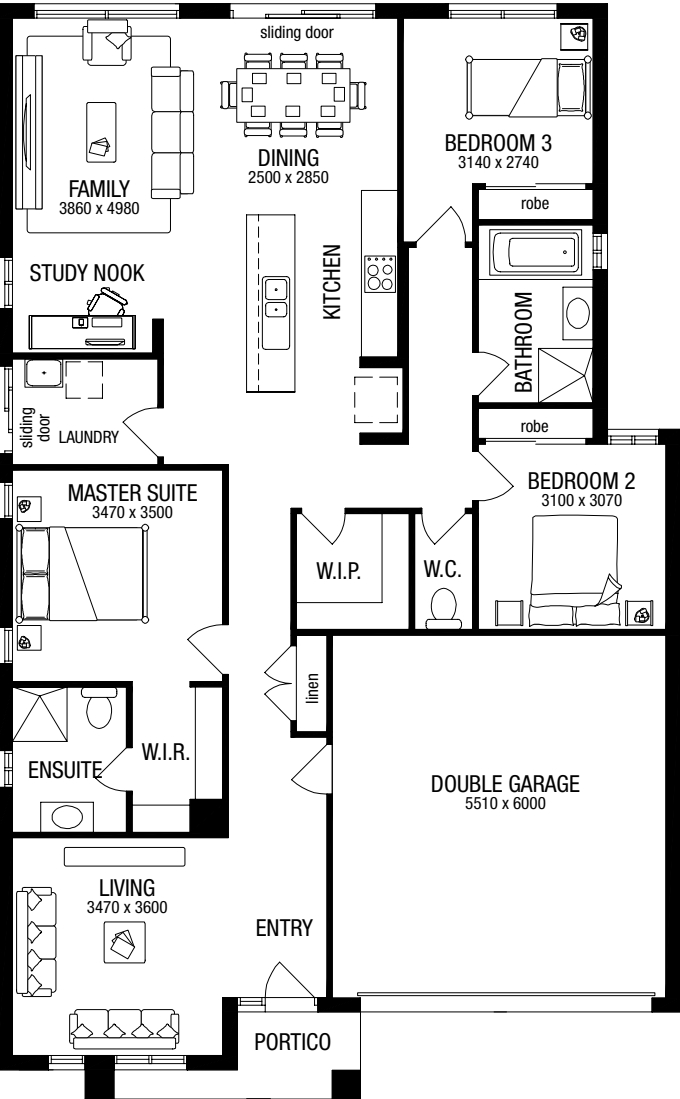 sliding door
BEDROOM 3
3140 x 2740
DINING
2500 x 2850
FAMILY
3860 x 4980
robe
STUDY NOOK
KITCHEN
BATHROOM
sliding
door
LAUNDRY
robe
MASTER SUITE
3470 x 3500
BEDROOM 2
3100 x 3070
W.I.P.
W.C.
linen
W.I.R.
ENSUITE
DOUBLE GARAGE
5510 x 6000
LIVING
3470 x 3600
ENTRY
PORTICO